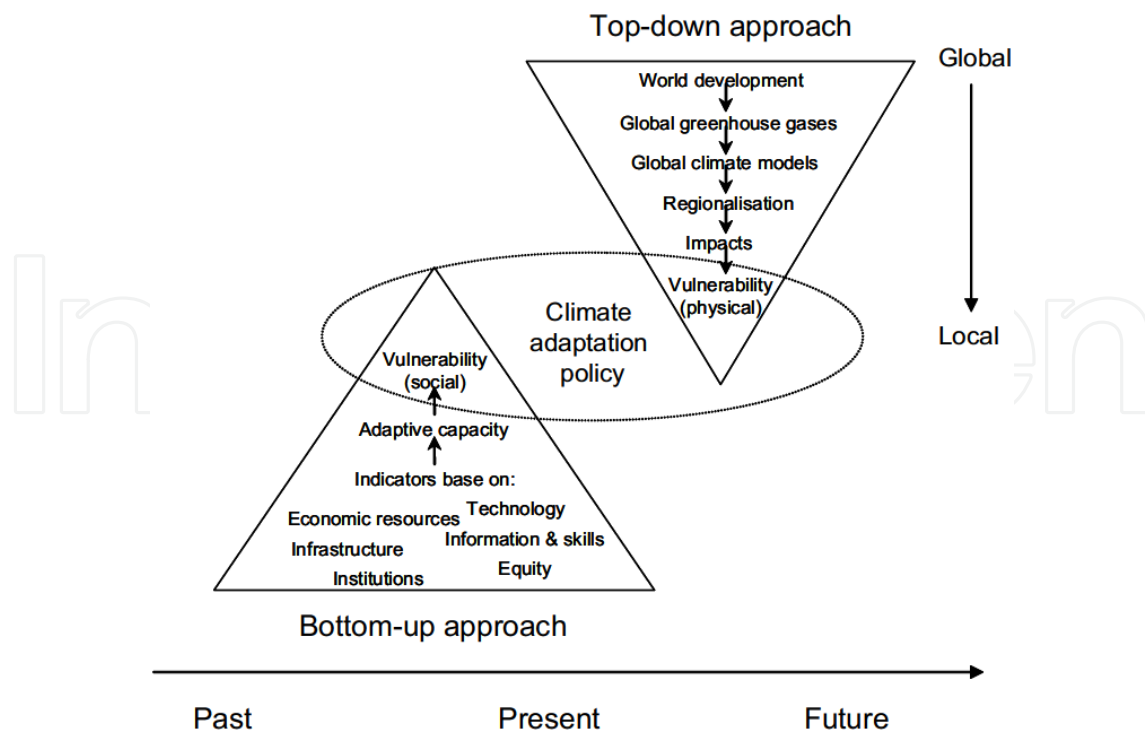 Top-down approach
Global
World development
Global greenhouse gases
Global climate models
Regionalisation
Impacts
Vulnerability
(physical)
Local
Climate
adaptation
policy
Vulnerability
(social)
Adaptive capacity
Indicators base on:
Technology
Economic resources
Information & skills
Infrastructure
Equity
Institutions
Bottom-up approach
Past
Present
Future
In
en